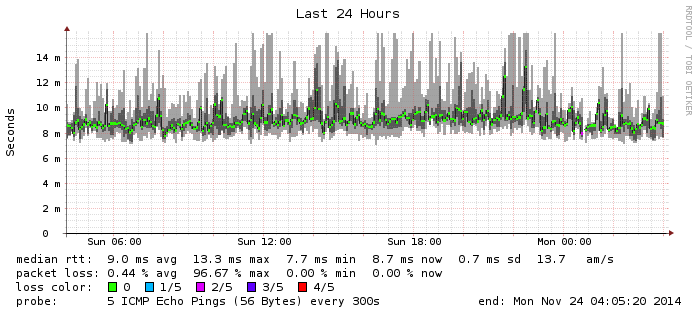 Last 24 Hours
RRDTOOL / TOBI OETIKER
Seconds
14 m
12 m
10 m
8 m
6 m
4 m
2 m
0
Sun 06:00 Sun 12:00 Sun 18:00 Mon 00:00
median rtt: 9.0 ms avg 13.3 ms max 7.7 ms min 8.7 ms now 0.7 ms sd 13.7 am/s
packet loss: 0.44 % avg 96.67 % max 0.00 % min 0.00 % now
loss color: 0 1/5 2/5 3/5 4/5
probe: 5 ICMP Echo Pings (56 Bytes) every 300s end: Mon Nov 24 04:05:20 2014